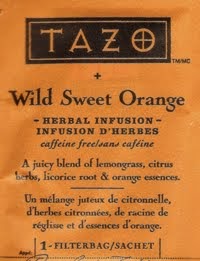 TAZO
TM/MC
+
Wild Sweet Orange
- HERBAL INFUSION -
INFUSION D'HERBES
caffeine free/sans caféine
A juicy blend of lemongrass, citrus
herbs, licorice root & orange essences.
Un mélange juteux de citronnelle,
d'herbes citronnées, de racine de
réglisse et d'essences d'orange.
1-FILTERBAG/SACHET